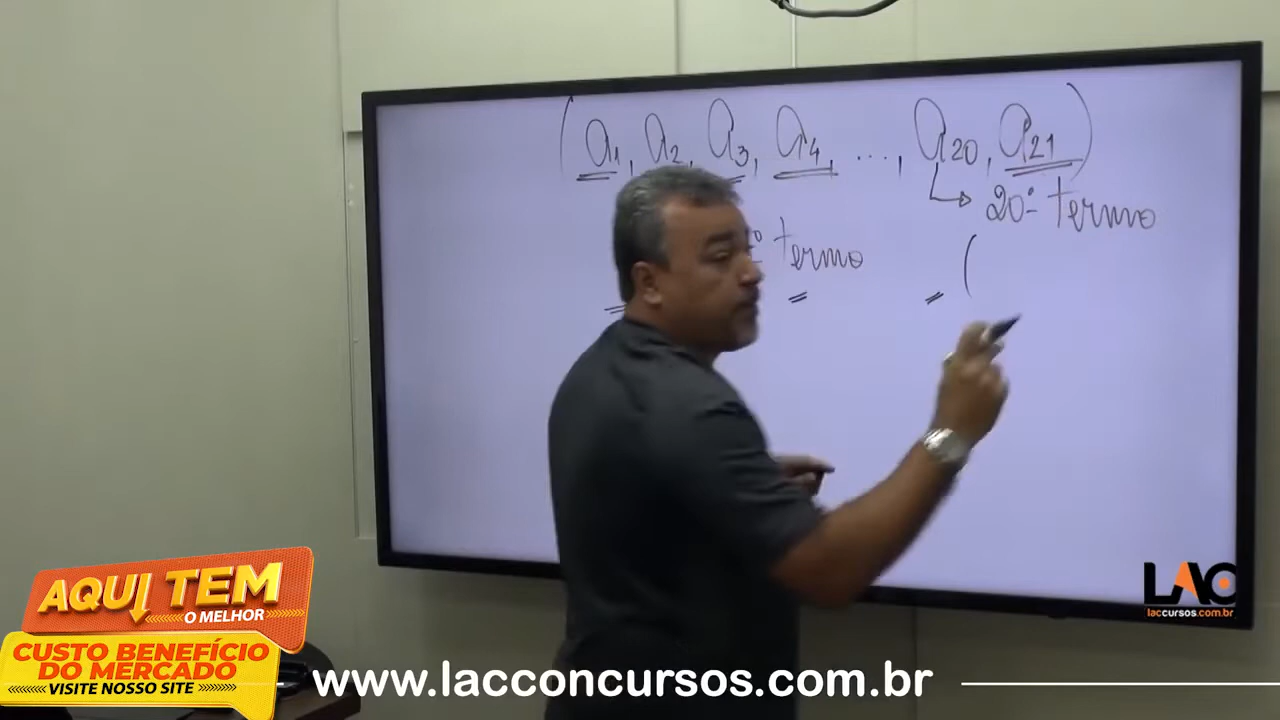 (a1, a2, a3, a4, ..., a20, a21)
20º termo
º termo
(
LAC
laccursos.com.br
AQUI TEM
O MELHOR
CUSTO BENEFÍCIO
DO MERCADO
VISITE NOSSO SITE
www.lacconcursos.com.br